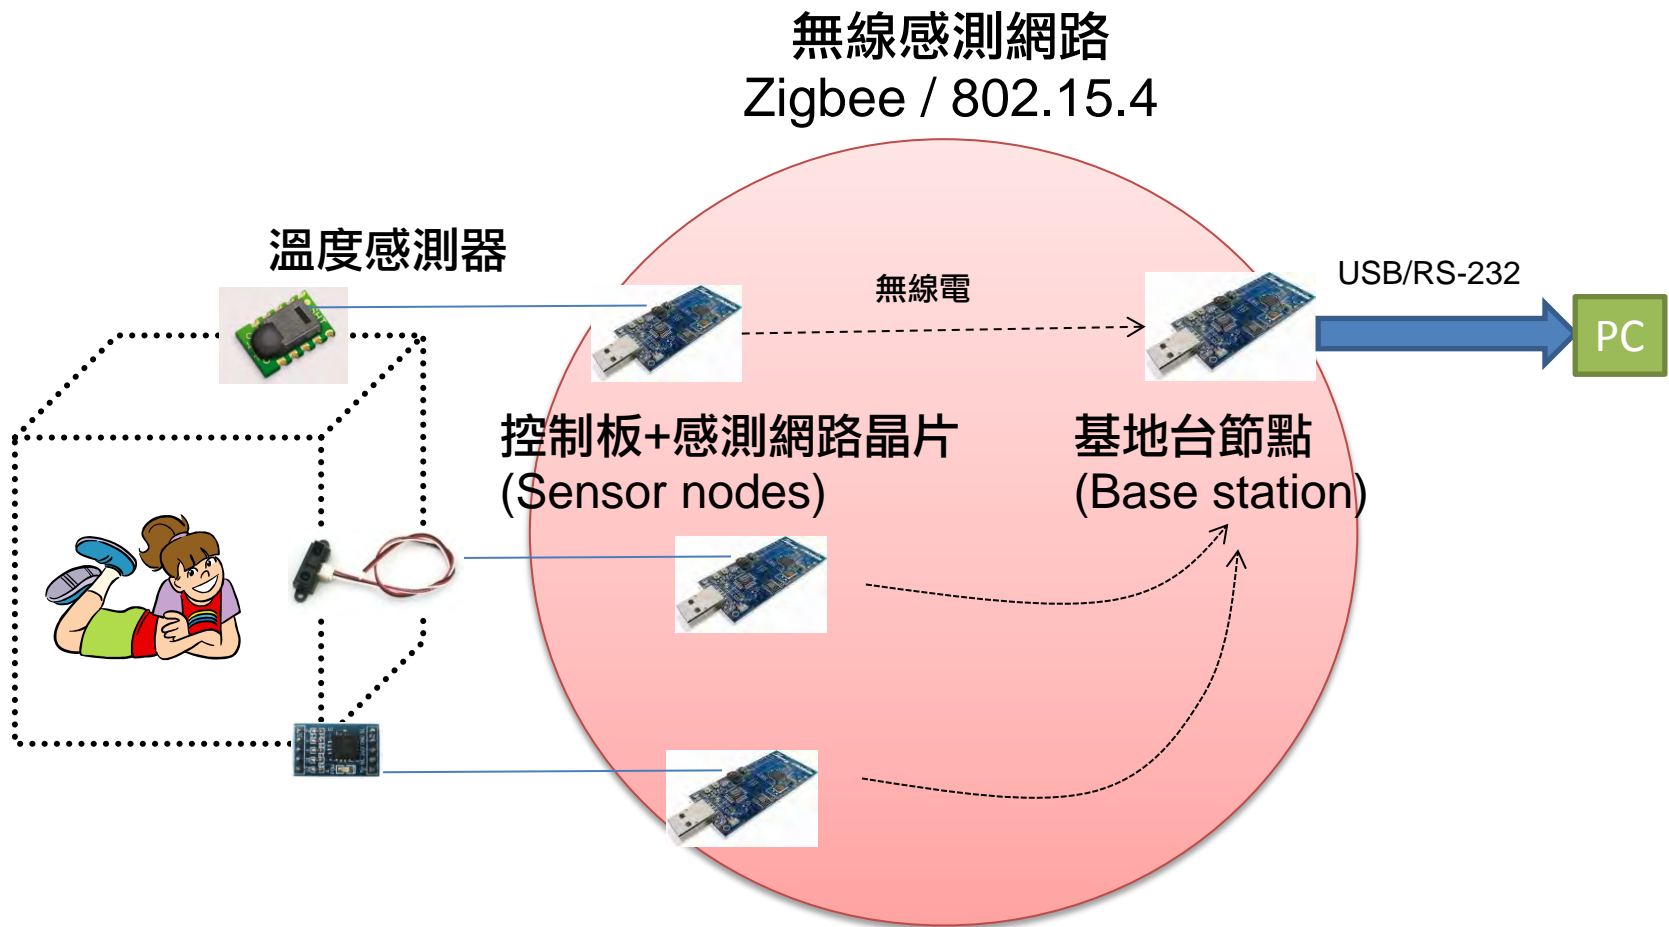 無線感測網路
Zigbee / 802.15.4
溫度感測器
無線電
USB/RS-232
PC
控制板+感測網路晶片
(Sensor nodes)
基地台節點
(Base station)